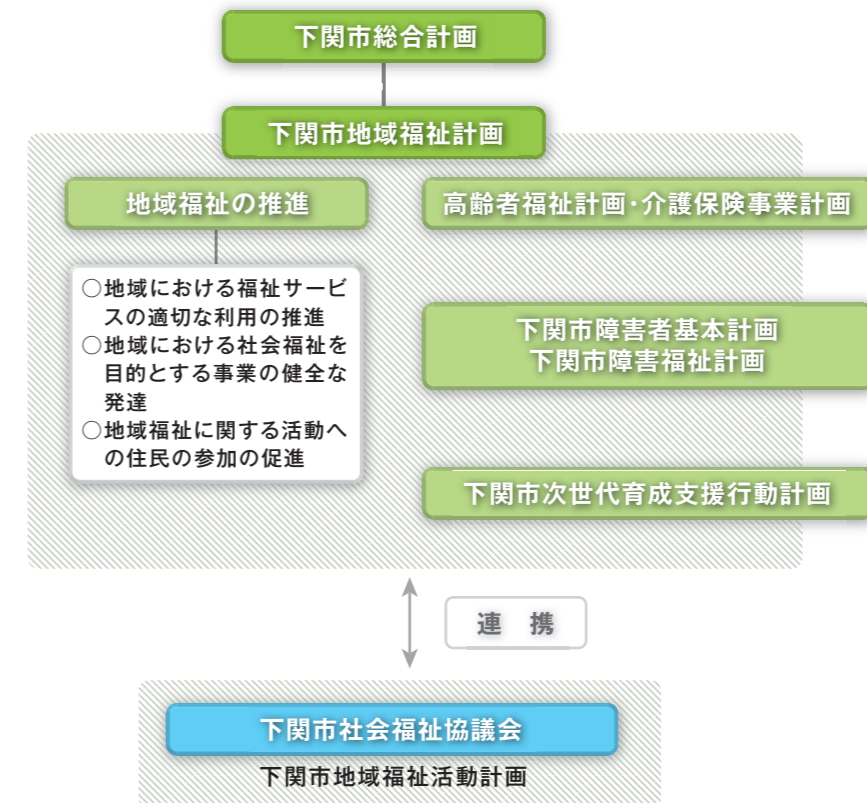 下関市総合計画
下関市地域福祉計画
地域福祉の推進
○地域における福祉サービ
スの適切な利用の推進
○地域における社会福祉を
目的とする事業の健全な
発達
○地域福祉に関する活動へ
の住民の参加の促進
高齢者福祉計画・介護保険事業計画
下関市障害者基本計画
下関市障害福祉計画
下関市次世代育成支援行動計画
連　携
下関市社会福祉協議会
下関市地域福祉活動計画